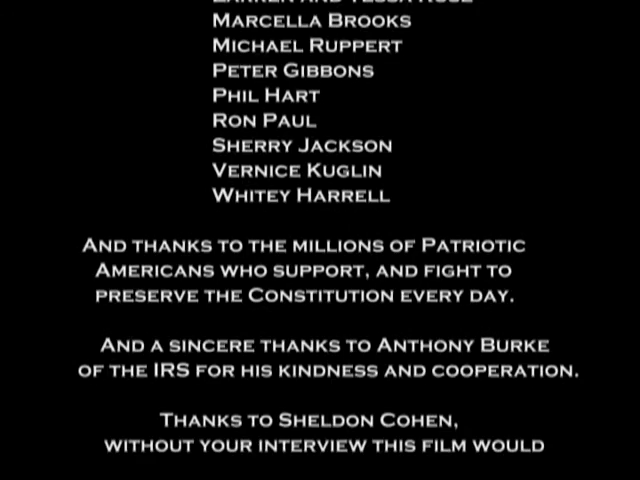 Marcella Brooks
Michael Ruppert
Peter Gibbons
Phil Hart
Ron Paul
Sherry Jackson
Vernice Kuglin
Whitey Harrell
And thanks to the millions of Patriotic
Americans who support, and fight to
preserve the Constitution every day.
And a sincere thanks to Anthony Burke
of the IRS for his kindness and cooperation.
Thanks to Sheldon Cohen,
without your interview this film would